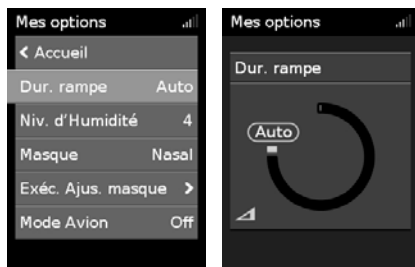 Mes options
< Accueil
Dur. rampe Auto
Niv. d'Humidité 4
Masque Nasal
Exéc. Ajus. masque >
Mode Avion Off
Mes options
Dur. rampe
Auto